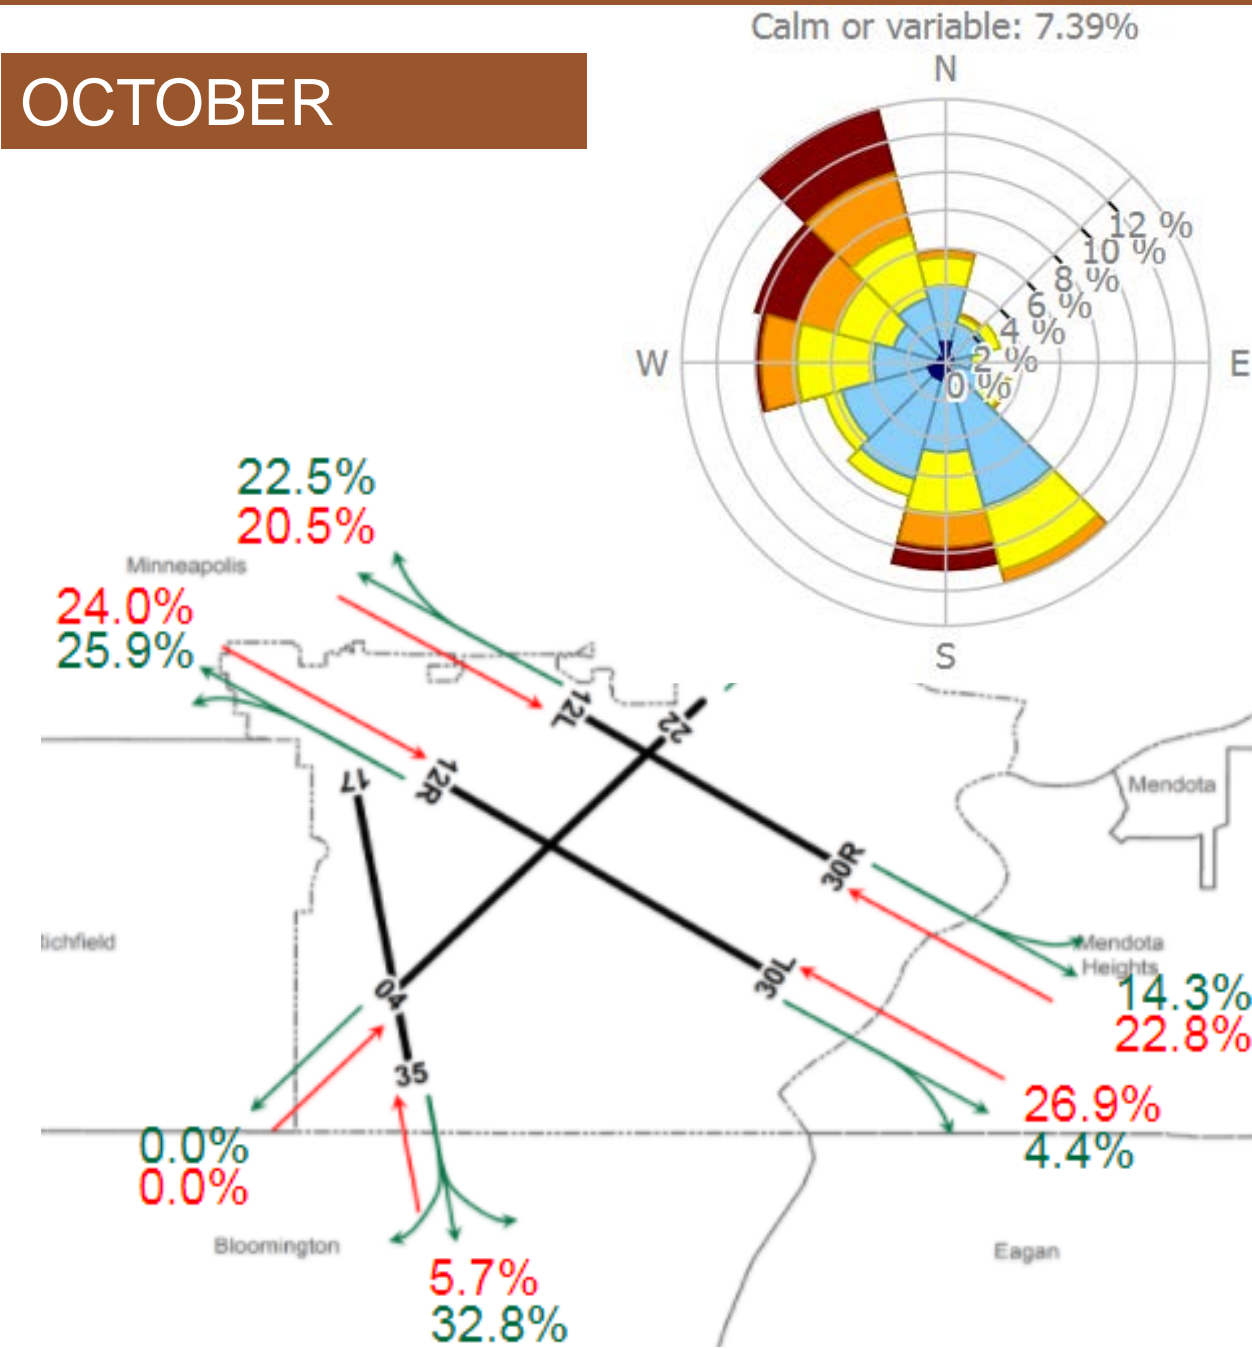 Calm or variable: 7.39%
OCTOBER
N
12 %
10 %
8 %
6 %
4 %
2 %
0 %
W
E
S
22.5%
20.5%
Minneapolis
24.0%
25.9%
12L
22
12R
17
Mendota
30R
ichfield
Mendota
Heights
30L
04
14.3%
22.8%
35
26.9%
4.4%
0.0%
0.0%
Bloomington
Eagan
5.7%
32.8%